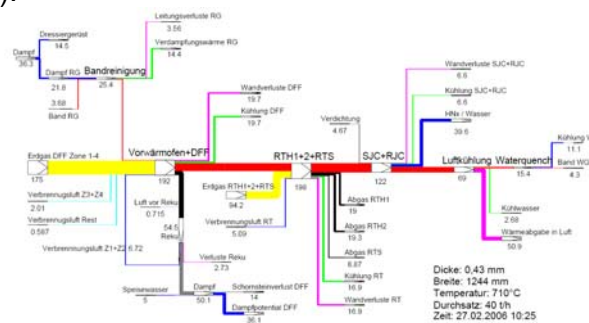 ).
Leitungsverluste RG
3.56
Dressiergerüst
14.5
Verdampfungswärme RG
14.4
Dampf
36.3
Dampf RG
21.8
Bandreinigung
25.4
3.68
Band RG
Wandverluste DFF
19.7
Kühlung DFF
19.7
Wandverluste SJC+RJC
6.6
Kühlung SJC+RJC
6.6
HNx / Wasser
39.6
Verdichtung
4.67
Vorwärmofen+DFF
192
RTH1+2+RTS
198
SJC+RJC
122
Luftkühlung
69
Waterquench
15.4
Kühlung W
11.1
Band WG
4.3
Erdgas DFF Zone 1-4
175
Verbrennungsluft Z3+Z4
2.01
Verbrennungsluft Rest
0.567
Verbrennungsluft Z1+Z2 6.72
Luft vor Reku
0.715
54.5
Reku
Erdgas RTH1+2+RTS
94.2
Verbrennungsluft RT
5.09
Abgas RTH1
19
Abgas RTH2
19.3
Abgas RTS
6.87
Kühlung RT
16.9
Wandverluste RT
16.9
Kühlwasser
2.68
Wärmeabgabe in Luft
50.9
Verluste Reku
2.73
Speisewasser
5
Dampf
50.1
Schornsteinverlust DFF
14
Dampfpotential DFF
36.1
Dicke: 0,43 mm
Breite: 1244 mm
Temperatur: 710°C
Durchsatz: 40 t/h
Zeit: 27.02.2006 10:25